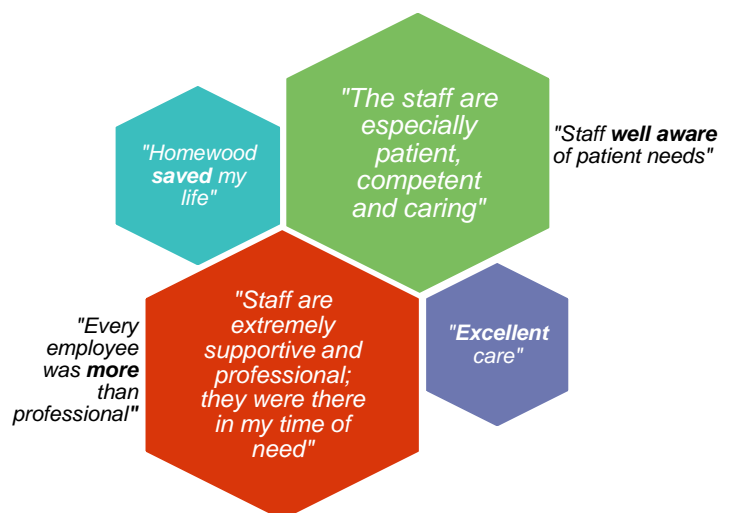 "The staff are
especially
patient,
competent
and caring"
"Staff well aware
of patient needs"
"Homewood
saved my
life"
"Staff are
extremely
supportive and
professional;
they were there
in my time of
need"
"Every
employee
was more
than
professional"
"Excellent
care"